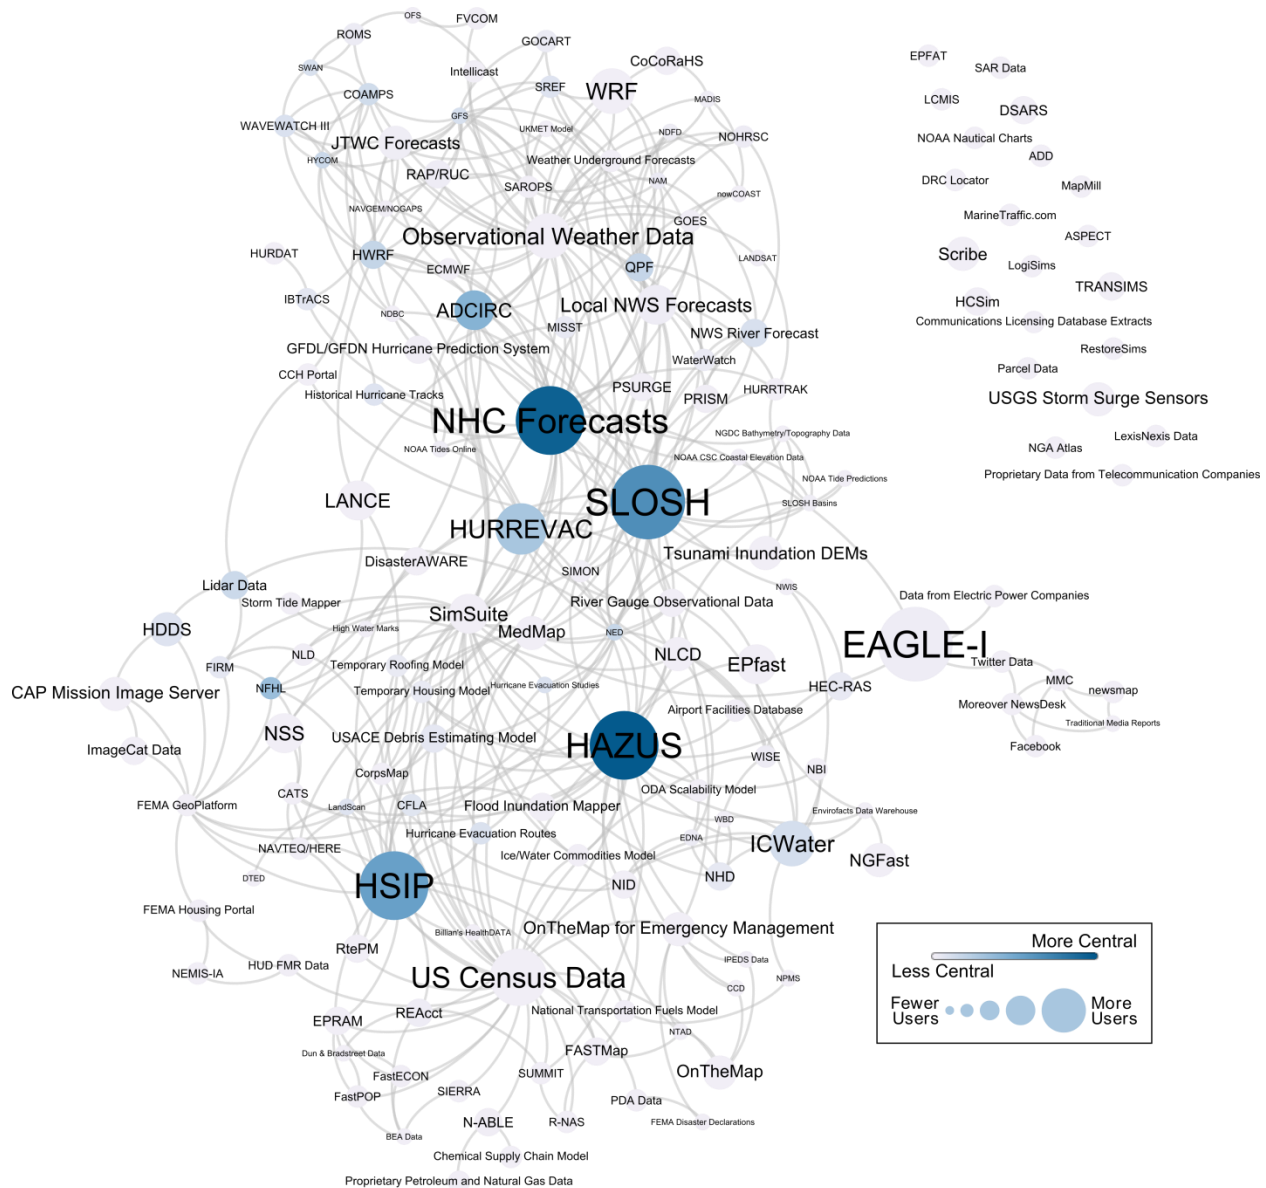 OFS
FVCOM
ROMS
GOCART
EPFAT
CoCoRaHS
SAR Data
SWAN
Intellicast
SREF
WRF
COAMPS
MADIS
LCMIS
DSARS
GFS
WAVEWATCH III
UKMET Model
NDFD
NOHRSC
NOAA Nautical Charts
JTWC Forecasts
HYCOM
Weather Underground Forecasts
ADD
RAP/RUC
SAROPS
NAM
nowCOAST
DRC Locator
MapMill
NAVGEM/NOGAPS
GOES
MarineTraffic.com
Observational Weather Data
ASPECT
HURDAT
HWRF
ECMWF
QPF
LANDSAT
Scribe
LogiSims
IBTrACS
NDBC
ADCIRC
Local NWS Forecasts
TRANSIMS
HCSim
MISST
NWS River Forecast
Communications Licensing Database Extracts
GFDL/GFDN Hurricane Prediction System
WaterWatch
RestoreSims
CCH Portal
Parcel Data
Historical Hurricane Tracks
PSURGE
PRISM
HURRTRAK
USGS Storm Surge Sensors
NHC Forecasts
NGDC Bathymetry/Topography Data
LexisNexis Data
NOAA Tides Online
NOAA CSC Coastal Elevation Data
NGA Atlas
NOAA Tide Predictions
Proprietary Data from Telecommunication Companies
LANCE
SLOSH
SLOSH Basins
HURREVAC
Tsunami Inundation DEMs
DisasterAWARE
SIMON
Lidar Data
NWIS
Data from Electric Power Companies
Storm Tide Mapper
SimSuite
River Gauge Observational Data
HDDS
High Water Marks
MedMap
NED
EAGLE-I
NLD
NLCD
FIRM
Temporary Roofing Model
EPfast
Twitter Data
CAP Mission Image Server
NFHL
Temporary Housing Model
Hurricane Evacuation Studies
HEC-RAS
MMC
newsmap
Moreover NewsDesk
Airport Facilities Database
Traditional Media Reports
NSS
USACE Debris Estimating Model
HAZUS
Facebook
ImageCat Data
WISE
CorpsMap
NBI
ODA Scalability Model
CATS
FEMA GeoPlatform
LandScan
CFLA
Flood Inundation Mapper
Envirofacts Data Warehouse
WBD
Hurricane Evacuation Routes
EDNA
ICWater
NAVTEQ/HERE
Ice/Water Commodities Model
NGFast
DTED
HSIP
NID
NHD
FEMA Housing Portal
Billian's HealthDATA
OnTheMap for Emergency Management
RtePM
IPEDS Data
NEMIS-IA
HUD FMR Data
US Census Data
NPMS
CCD
More Central
Less Central
Fewer
Users
More
Users
EPRAM
REAcct
National Transportation Fuels Model
NTAD
Dun & Bradstreet Data
FASTMap
FastECON
SUMMIT
OnTheMap
FastPOP
SIERRA
PDA Data
N-ABLE
R-NAS
FEMA Disaster Declarations
BEA Data
Chemical Supply Chain Model
Proprietary Petroleum and Natural Gas Data